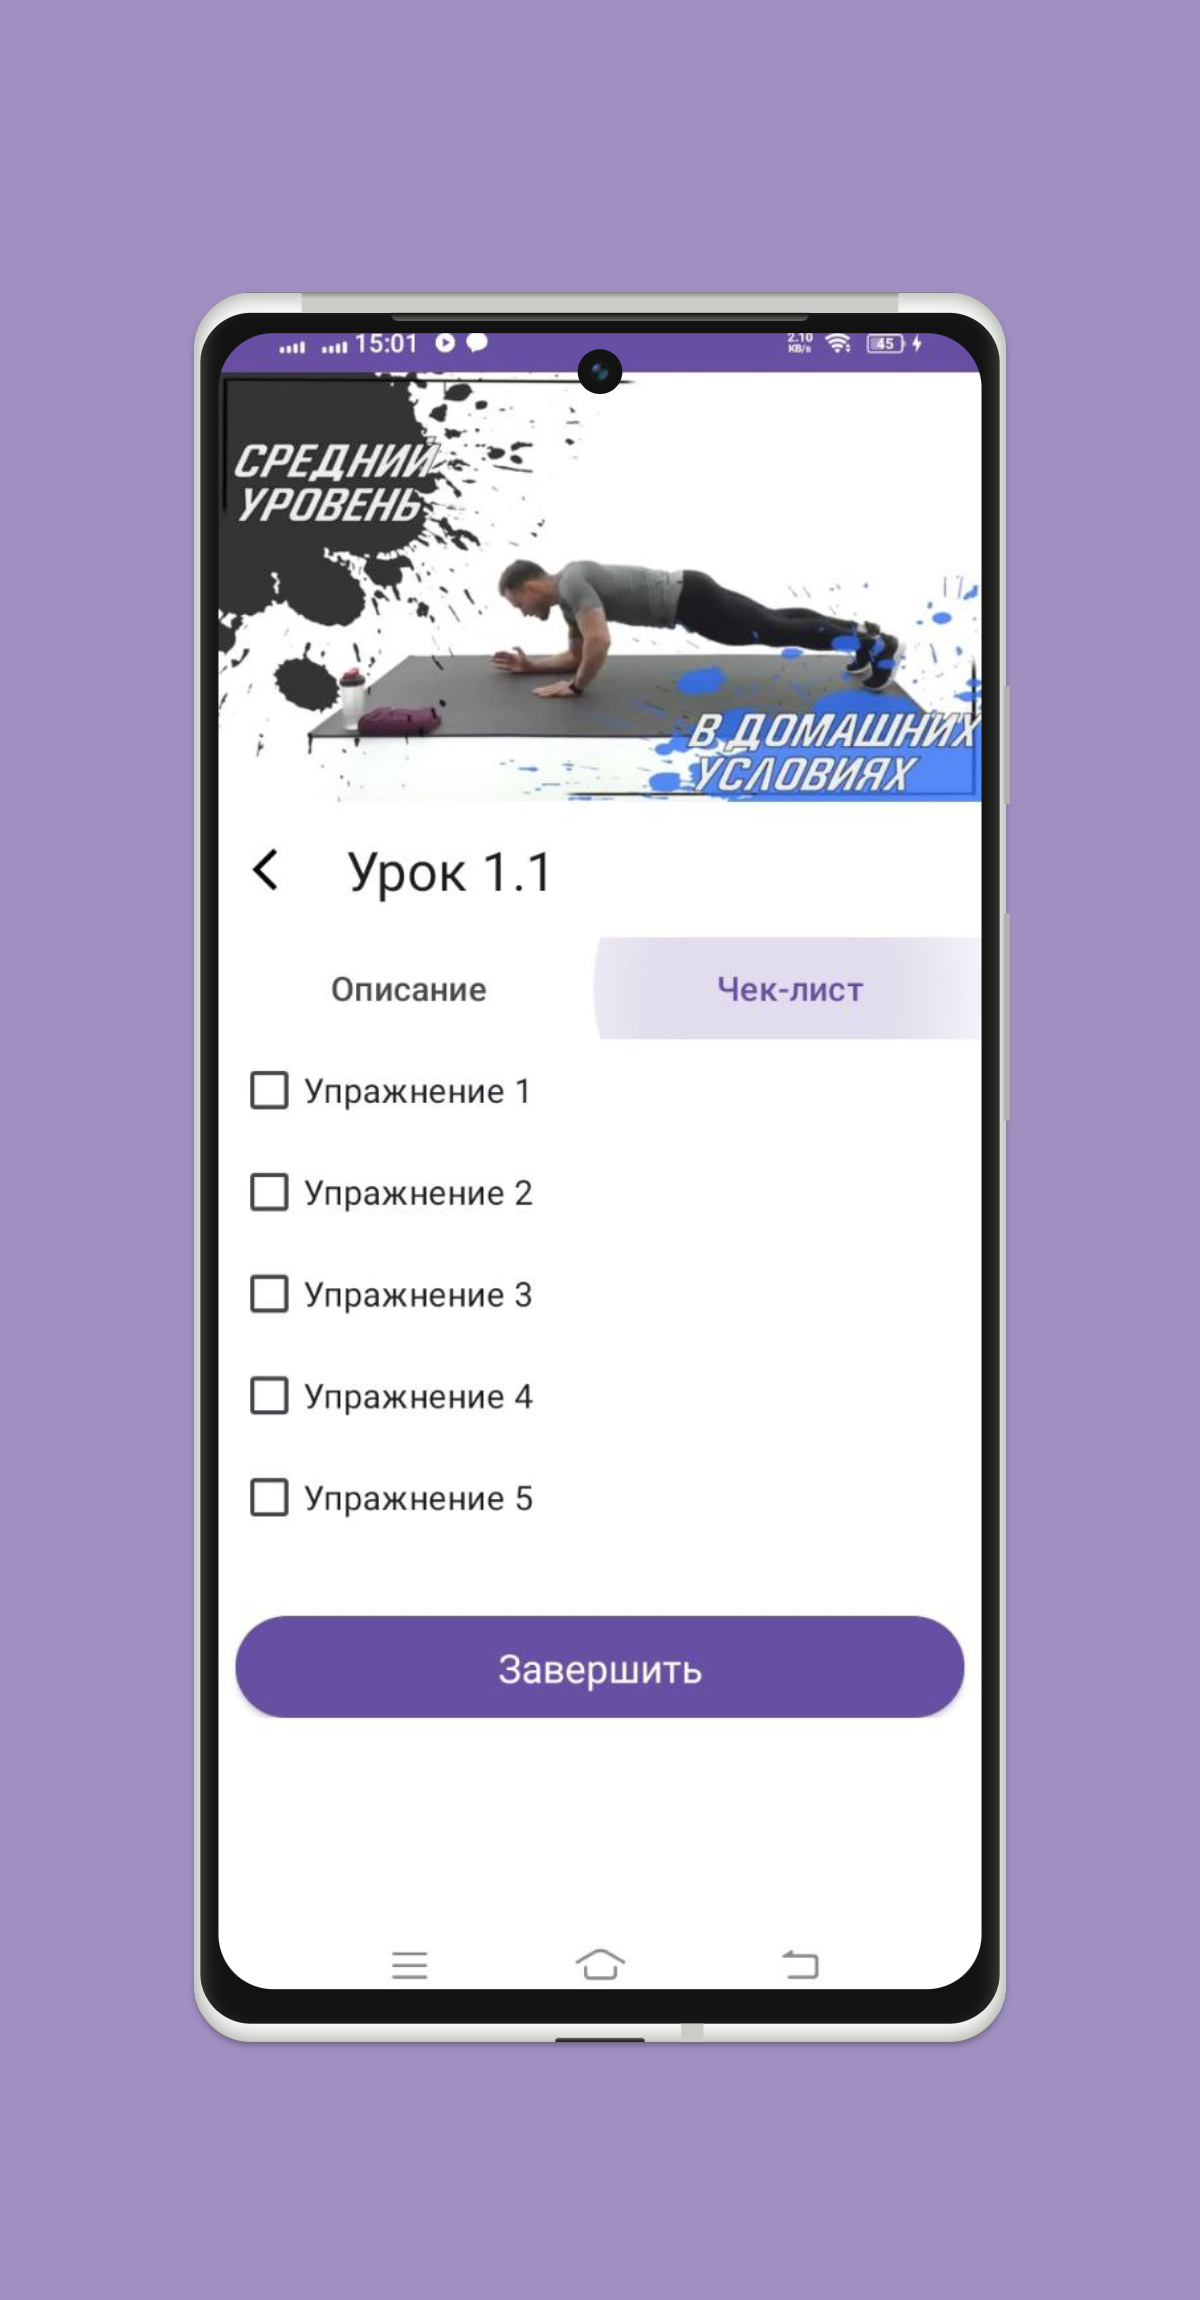 15:01
2.10
KB/s
45
СРЕДНИЙ
УРОВЕНЬ
В ДОМАШНИХ
УСЛОВИЯХ
Урок 1.1
Описание
Чек-лист
Упражнение 1
Упражнение 2
Упражнение 3
Упражнение 4
Упражнение 5
Завершить